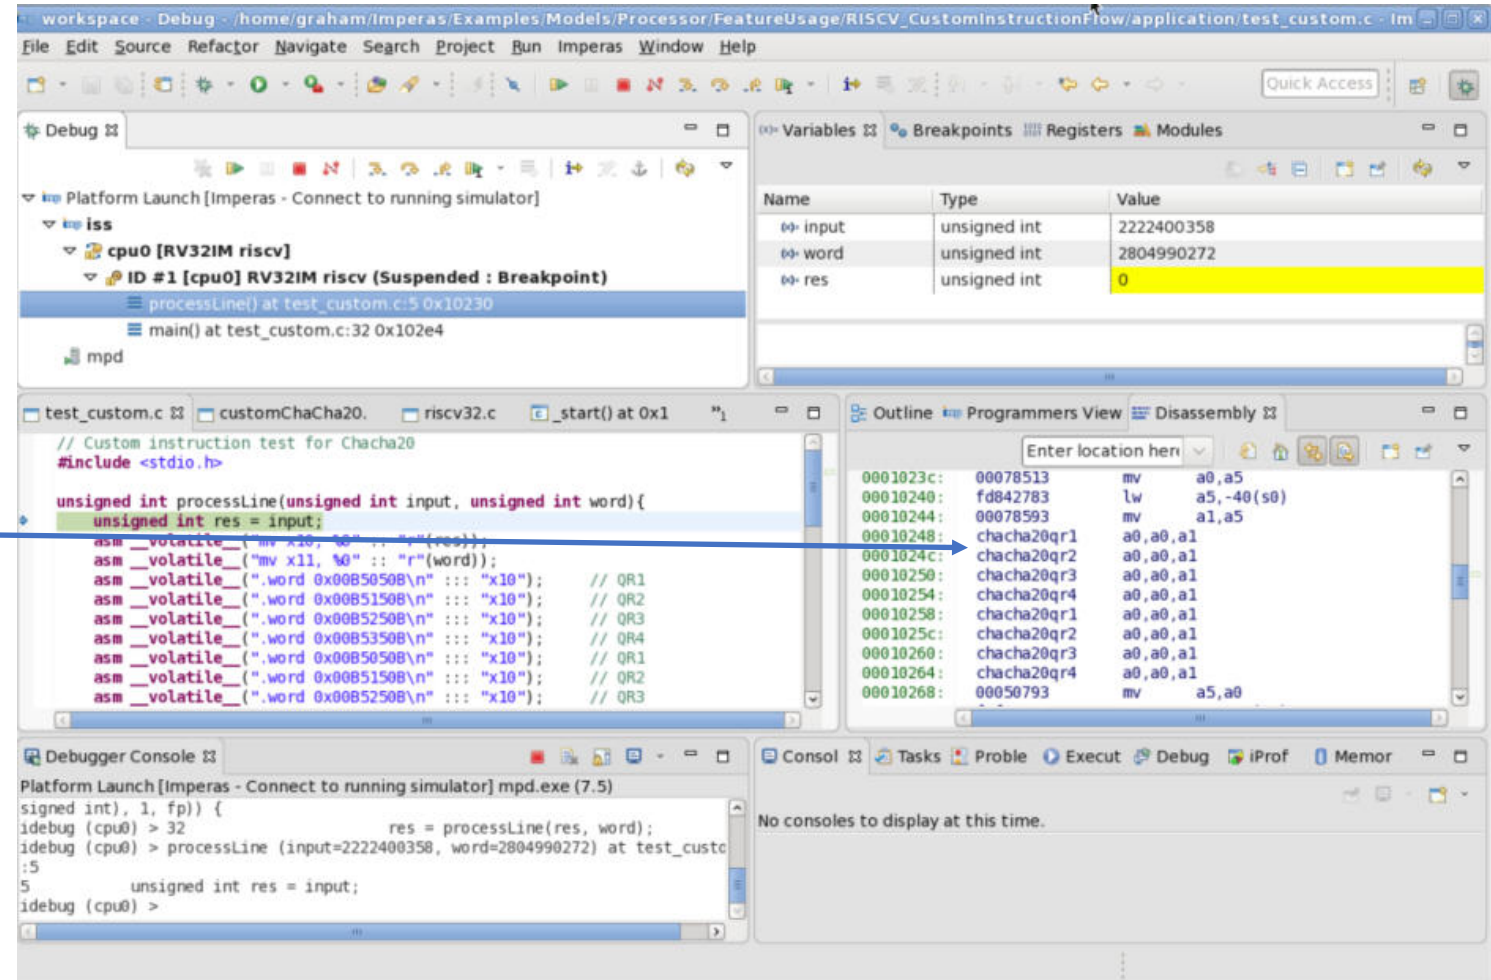 workspace - Debug - /home/graham/Imperas/Examples/Models/Processor/FeatureUsage/RISCV_CustomInstructionFlow/application/test_custom.c - Im
File Edit Source Refactor Navigate Search Project Run Imperas Window Help
Quick Access
Debug
Platform Launch [Imperas - Connect to running simulator]
iss
cpu0 [RV32IM riscv]
ID #1 [cpu0] RV32IM riscv (Suspended : Breakpoint)
processLine() at test_custom.c:5 0x10230
main() at test_custom.c:32 0x102e4
mpd
Variables Breakpoints Registers Modules
Name Type Value
input unsigned int 2222400358
word unsigned int 2804990272
res unsigned int 0
test_custom.c customChaCha20. riscv32.c _start() at 0x1 »1
// Custom instruction test for Chacha20
#include <stdio.h>
unsigned int processLine(unsigned int input, unsigned int word){
unsigned int res = input;
asm __volatile__("mv x10, %0" :: "r"(res));
asm __volatile__("mv x11, %0" :: "r"(word));
asm __volatile__(".word 0x00B5050B\n" ::: "x10"); // QR1
asm __volatile__(".word 0x00B5150B\n" ::: "x10"); // QR2
asm __volatile__(".word 0x00B5250B\n" ::: "x10"); // QR3
asm __volatile__(".word 0x00B5350B\n" ::: "x10"); // QR4
asm __volatile__(".word 0x00B5050B\n" ::: "x10"); // QR1
asm __volatile__(".word 0x00B5150B\n" ::: "x10"); // QR2
asm __volatile__(".word 0x00B5250B\n" ::: "x10"); // QR3
Outline Programmers View Disassembly
Enter location here
0001023c: 00078513 mv a0,a5
00010240: fd842783 lw a5,-40(s0)
00010244: 00078593 mv a1,a5
00010248: chacha20qr1 a0,a0,a1
0001024c: chacha20qr2 a0,a0,a1
00010250: chacha20qr3 a0,a0,a1
00010254: chacha20qr4 a0,a0,a1
00010258: chacha20qr1 a0,a0,a1
0001025c: chacha20qr2 a0,a0,a1
00010260: chacha20qr3 a0,a0,a1
00010264: chacha20qr4 a0,a0,a1
00010268: 00050793 mv a5,a0
Debugger Console
Platform Launch [Imperas - Connect to running simulator] mpd.exe (7.5)
signed int), 1, fp)) {
idebug (cpu0) > 32 res = processLine(res, word);
idebug (cpu0) > processLine (input=2222400358, word=2804990272) at test_custo
:5
5 unsigned int res = input;
idebug (cpu0) >
Consol Tasks Proble Execut Debug iProf Memor
No consoles to display at this time.